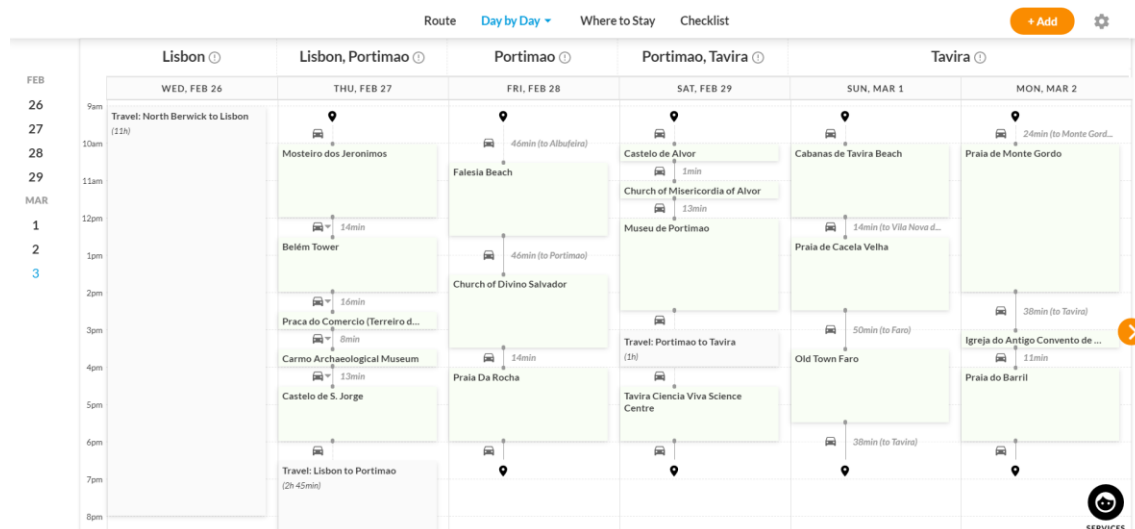 Route
Day by Day
Where to Stay
Checklist
+ Add
Lisbon
Lisbon, Portimao
Portimao
Portimao, Tavira
Tavira
FEB
26
27
28
29
MAR
1
2
3
WED, FEB 26
THU, FEB 27
FRI, FEB 28
SAT, FEB 29
SUN, MAR 1
MON, MAR 2
9am
10am
11am
12pm
1pm
2pm
3pm
4pm
5pm
6pm
7pm
8pm
Travel: North Berwick to Lisbon
(11h)
Mosteiro dos Jeronimos
14min
Belém Tower
16min
Praca do Comercio (Terreiro d...
8min
Carmo Archaeological Museum
13min
Castelo de S. Jorge
Travel: Lisbon to Portimao
(2h 45min)
46min (to Albufeira)
Falesia Beach
46min (to Portimao)
Church of Divino Salvador
14min
Praia Da Rocha
Castelo de Alvor
1min
Church of Misericordia of Alvor
13min
Museu de Portimao
Travel: Portimao to Tavira
(1h)
Tavira Ciencia Viva Science
Centre
Cabanas de Tavira Beach
14min (to Vila Nova d...
Praia de Cacela Velha
50min (to Faro)
Old Town Faro
38min (to Tavira)
24min (to Monte Gord...
Praia de Monte Gordo
38min (to Tavira)
Igreja do Antigo Convento de ...
11min
Praia do Barril
SERVICES